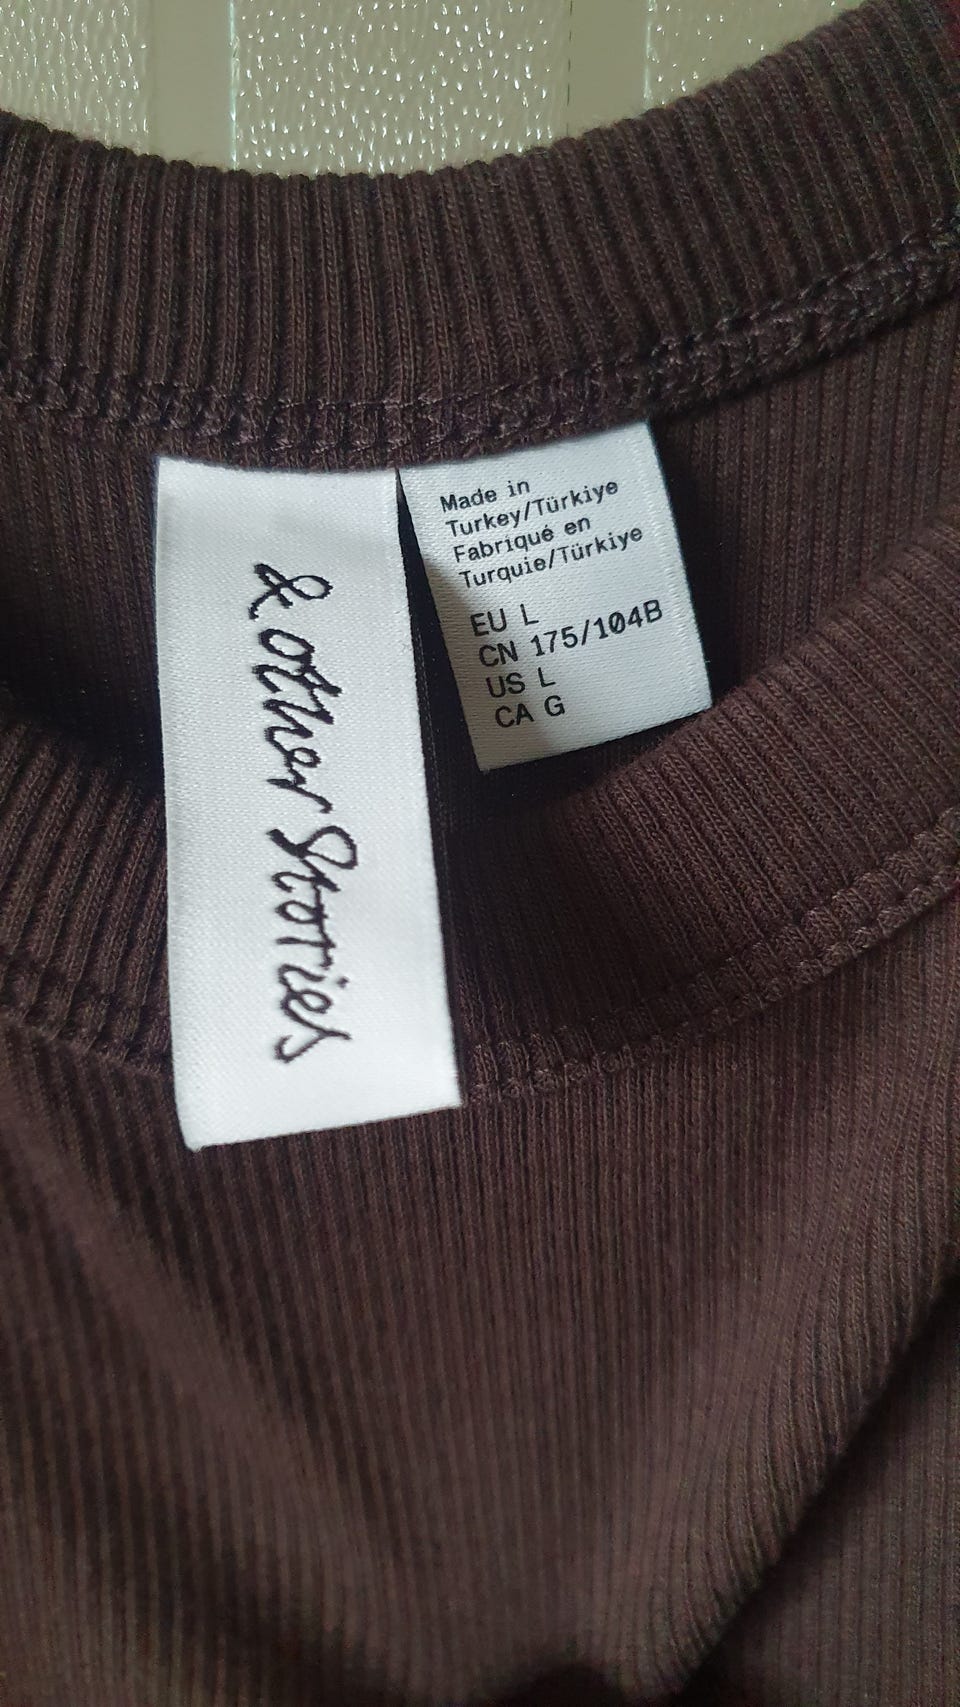 & other Stories
Made in
Turkey/Türkiye
Fabriqué en
Turquie/Türkiye
EU L
CN 175/104B
US L
CA G